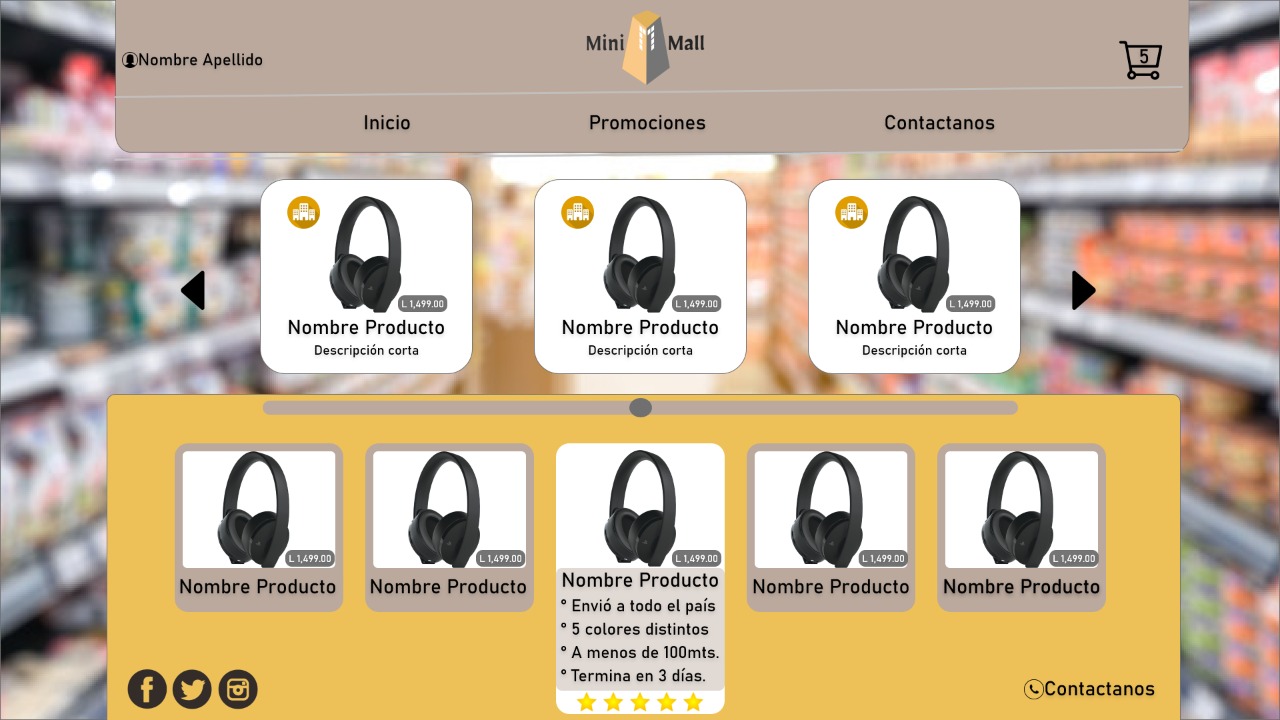 Nombre Apellido
Mini Mall
5
Inicio
Promociones
Contactanos
L 1,499.00
Nombre Producto
Descripción corta
L 1,499.00
Nombre Producto
Descripción corta
L 1,499.00
Nombre Producto
Descripción corta
L 1,499.00
Nombre Producto
L 1,499.00
Nombre Producto
L 1,499.00
Nombre Producto
° Envió a todo el país
° 5 colores distintos
° A menos de 100mts.
° Termina en 3 días.
L 1,499.00
Nombre Producto
L 1,499.00
Nombre Producto
Contactanos